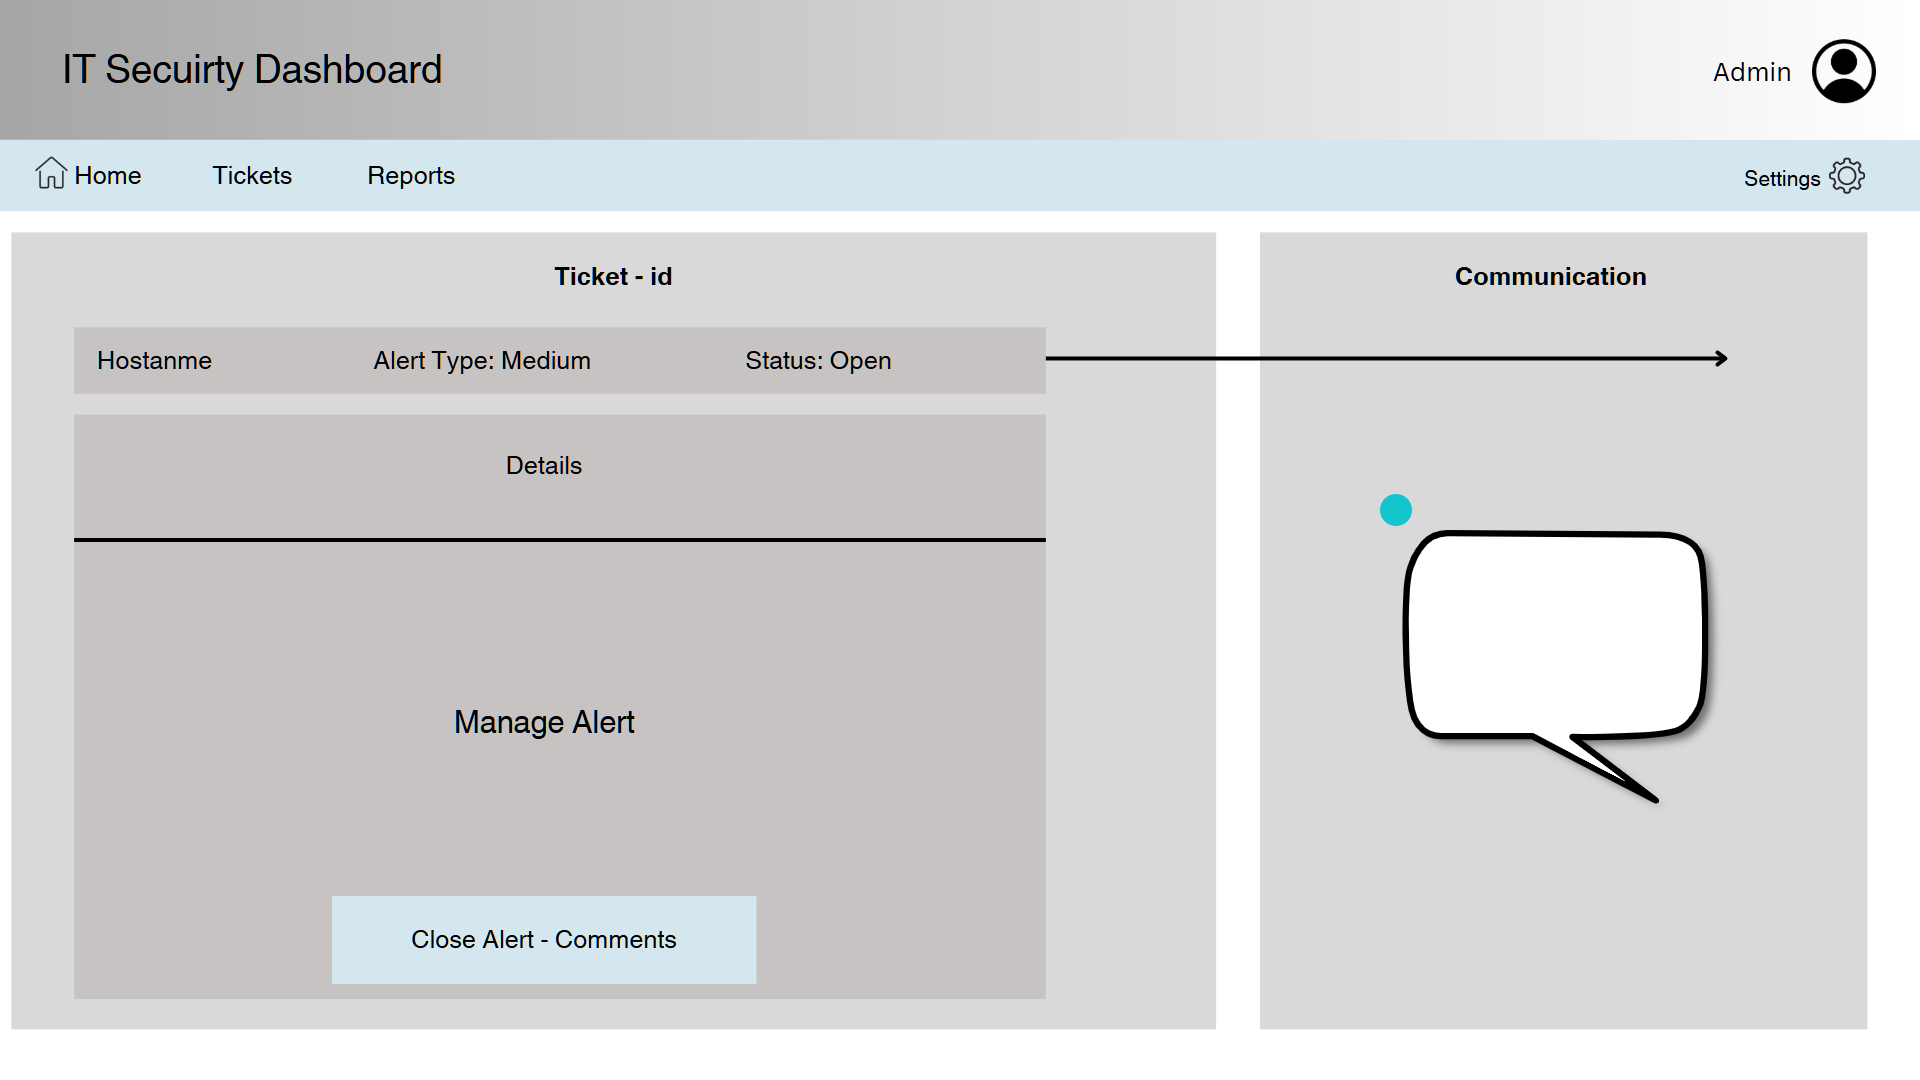 IT Secuirty Dashboard
Admin
Home Tickets Reports Settings
Ticket - id
Communication
Hostanme Alert Type: Medium Status: Open
Details
Manage Alert
Close Alert - Comments